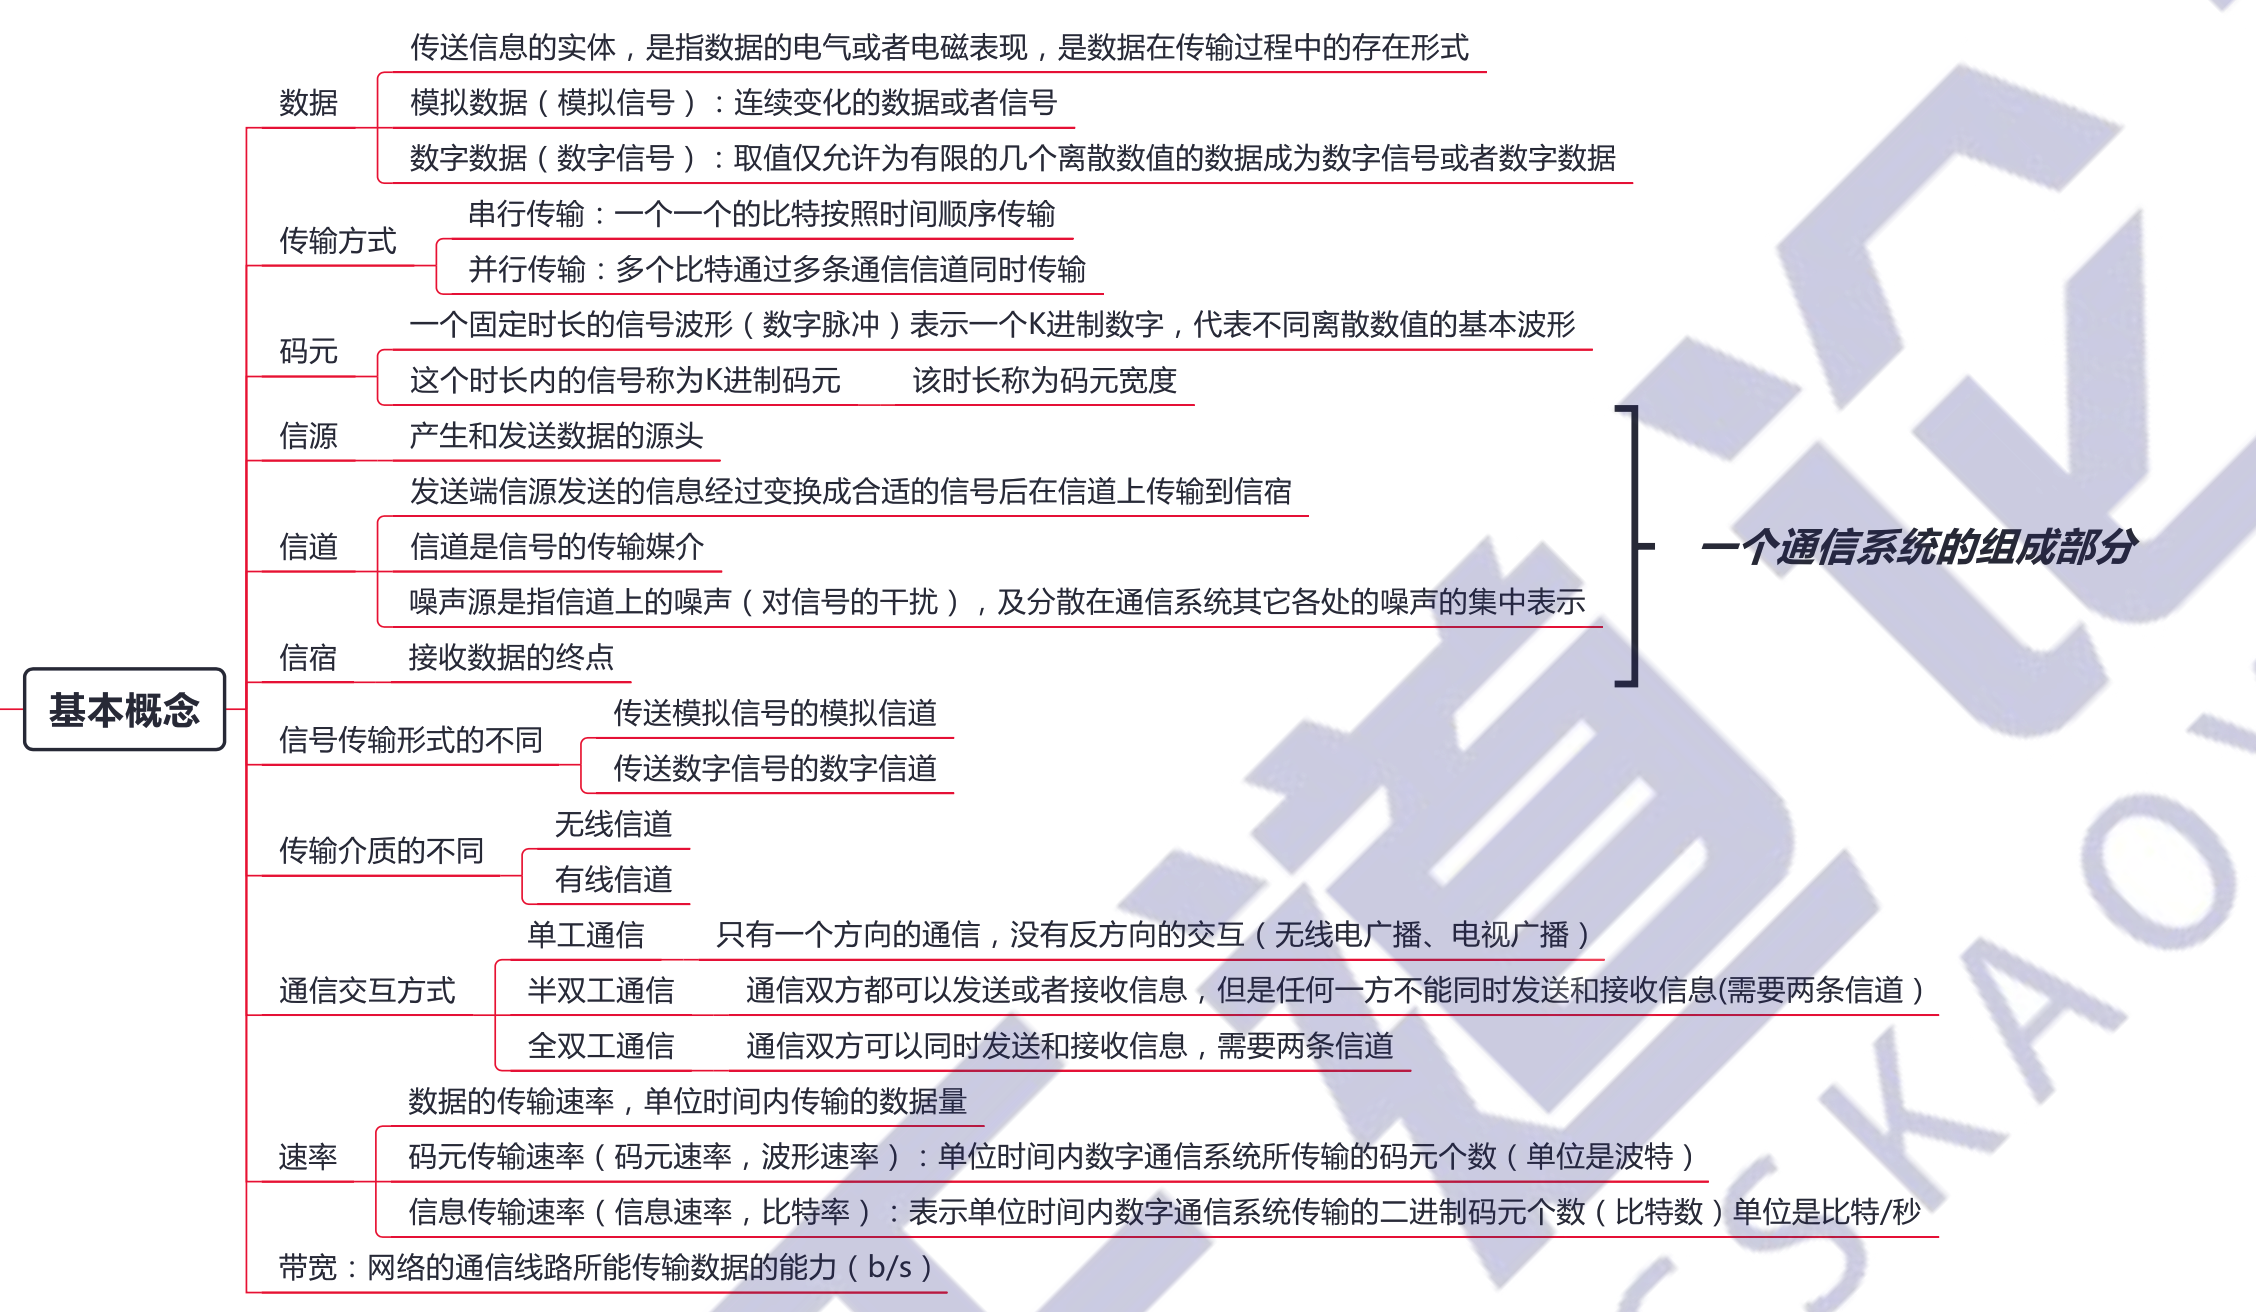 传送信息的实体，是指数据的电气或者电磁表现，是数据在传输过程中的存在形式
数据
模拟数据（模拟信号）：连续变化的数据或者信号
数字数据（数字信号）：取值仅允许为有限的几个离散数值的数据成为数字信号或者数字数据
串行传输：一个一个的比特按照时间顺序传输
传输方式
并行传输：多个比特通过多条通信信道同时传输
一个固定时长的信号波形（数字脉冲）表示一个K进制数字，代表不同离散数值的基本波形
码元
这个时长内的信号称为K进制码元 该时长称为码元宽度
信源 产生和发送数据的源头
发送端信源发送的信息经过变换成合适的信号后在信道上传输到信宿
信道 信道是信号的传输媒介
一个通信系统的组成部分
噪声源是指信道上的噪声（对信号的干扰），及分散在通信系统其它各处的噪声的集中表示
信宿 接收数据的终点
基本概念
传送模拟信号的模拟信道
信号传输形式的不同
传送数字信号的数字信道
无线信道
传输介质的不同
有线信道
单工通信 只有一个方向的通信，没有反方向的交互（无线电广播、电视广播）
通信交互方式
半双工通信 通信双方都可以发送或者接收信息，但是任何一方不能同时发送和接收信息(需要两条信道）
全双工通信 通信双方可以同时发送和接收信息，需要两条信道
数据的传输速率，单位时间内传输的数据量
速率
码元传输速率（码元速率，波形速率）：单位时间内数字通信系统所传输的码元个数（单位是波特）
信息传输速率（信息速率，比特率）：表示单位时间内数字通信系统传输的二进制码元个数（比特数）单位是比特/秒
带宽：网络的通信线路所能传输数据的能力（b/s）